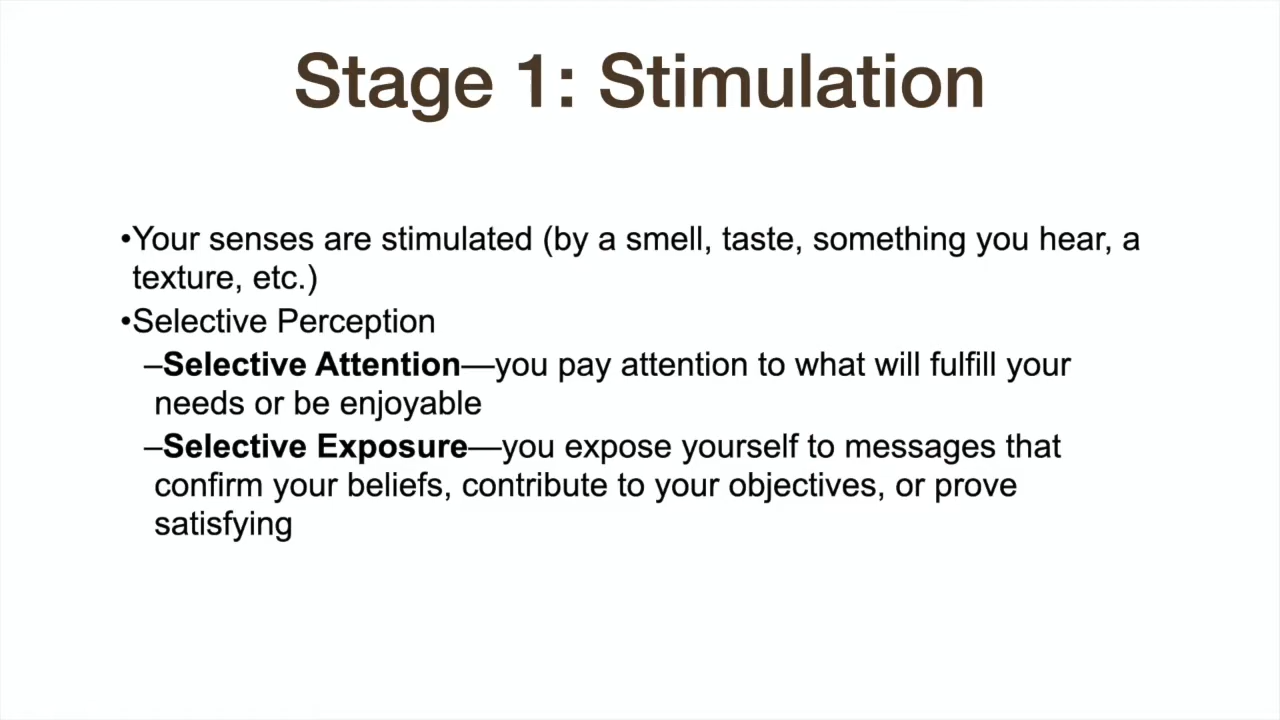 Stage 1: Stimulation
•Your senses are stimulated (by a smell, taste, something you hear, a
texture, etc.)
•Selective Perception
–Selective Attention—you pay attention to what will fulfill your
needs or be enjoyable
–Selective Exposure—you expose yourself to messages that
confirm your beliefs, contribute to your objectives, or prove
satisfying